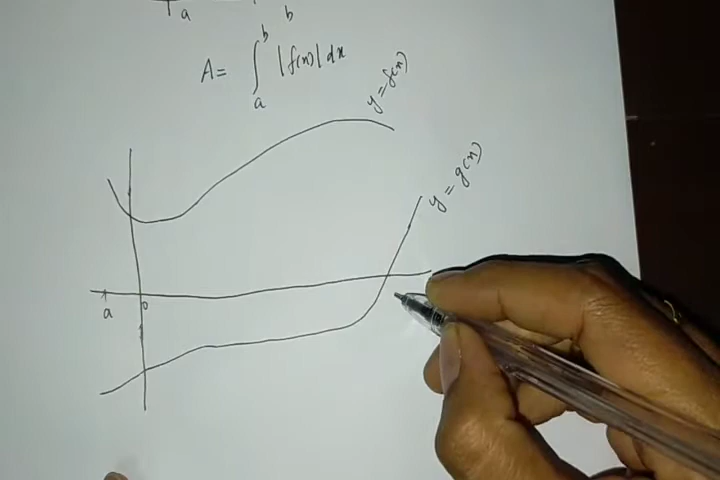 a
b
A= ∫ₐᵇ |f(x)| dx
y=f(x)
y=g(x)
a
0